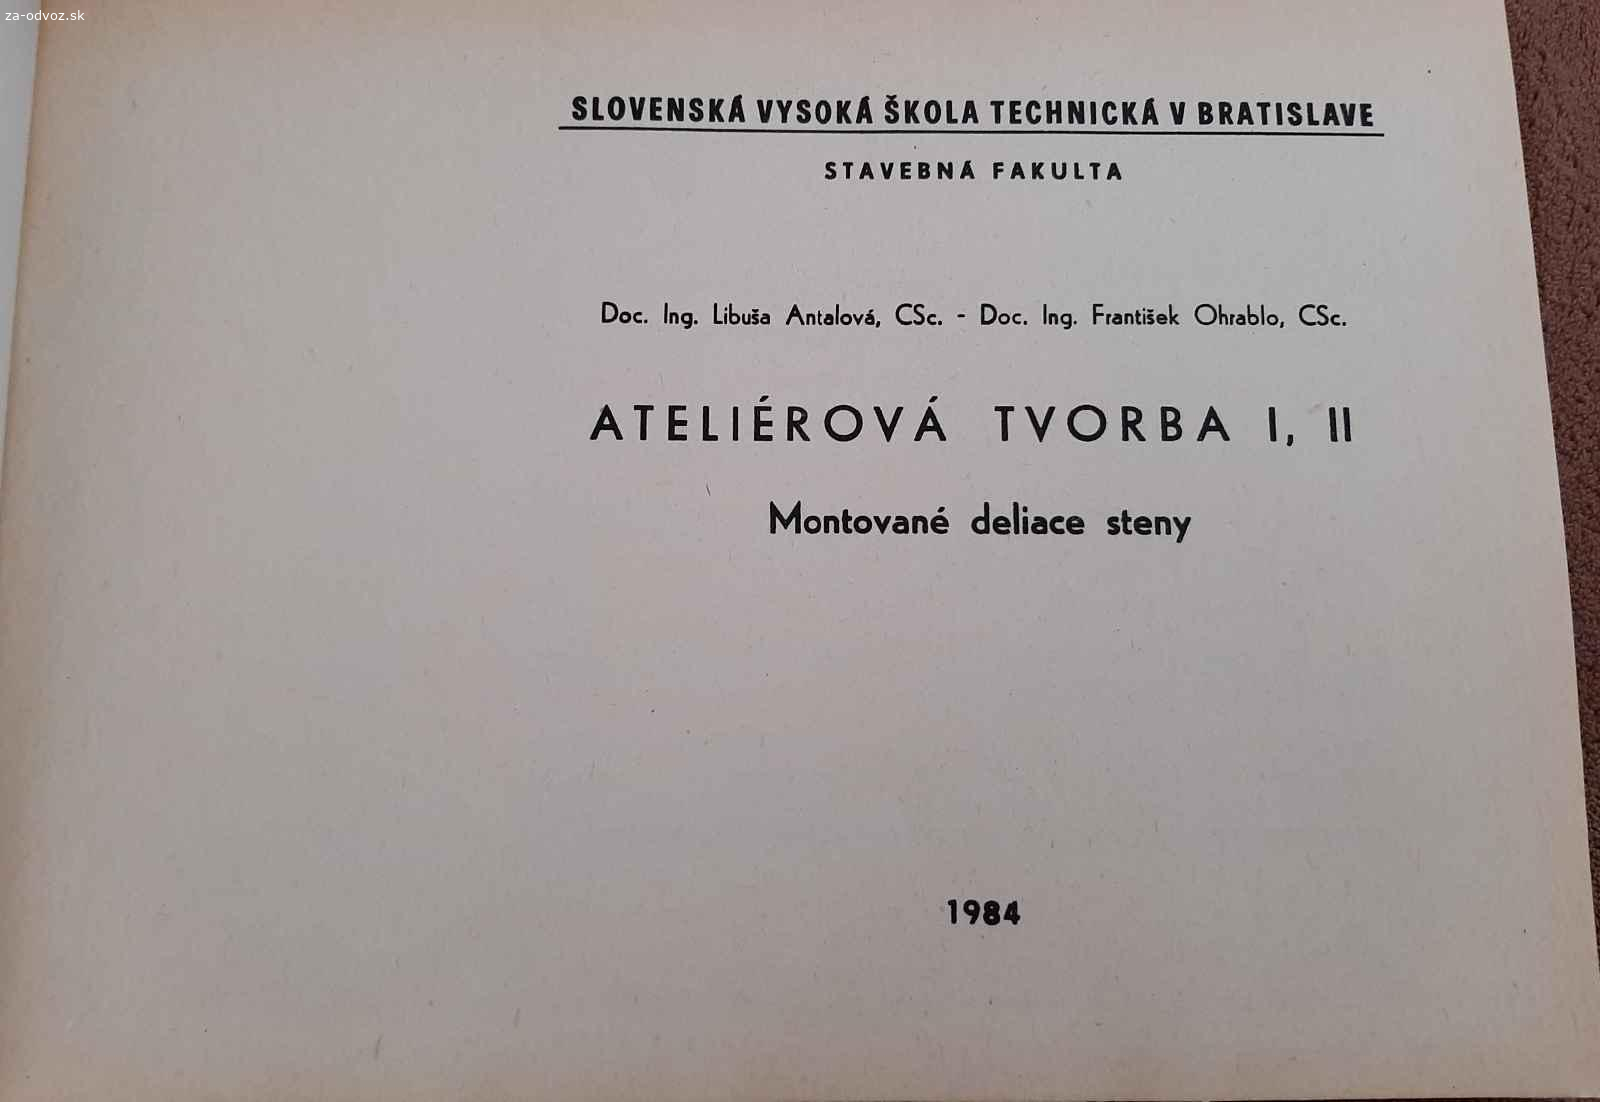 za-odvoz.sk
SLOVENSKÁ VYSOKÁ ŠKOLA TECHNICKÁ V BRATISLAVE
STAVEBNÁ FAKULTA
Doc. Ing. Libuša Antalová, CSc. - Doc. Ing. František Ohrablo, CSc.
ATELIÉROVÁ TVORBA I, II
Montované deliace steny
1984